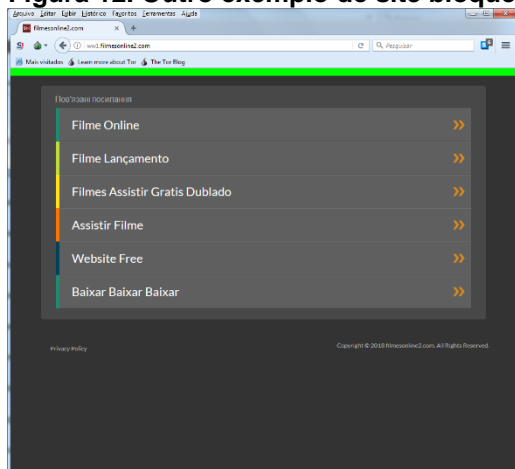 Figura 12. Outro exemplo de site bloque
Arquivo Editar Exibir Histórico Favoritos Ferramentas Ajuda
filmesonline2.com
ww1.filmesonline2.com
Pesquisar
Mais visitados Learn more about Tor The Tor Blog
Пов'язані посилання
Filme Online
Filme Lançamento
Filmes Assistir Gratis Dublado
Assistir Filme
Website Free
Baixar Baixar Baixar
Privacy Policy
Copyright © 2018 filmesonline2.com. All Rights Reserved.